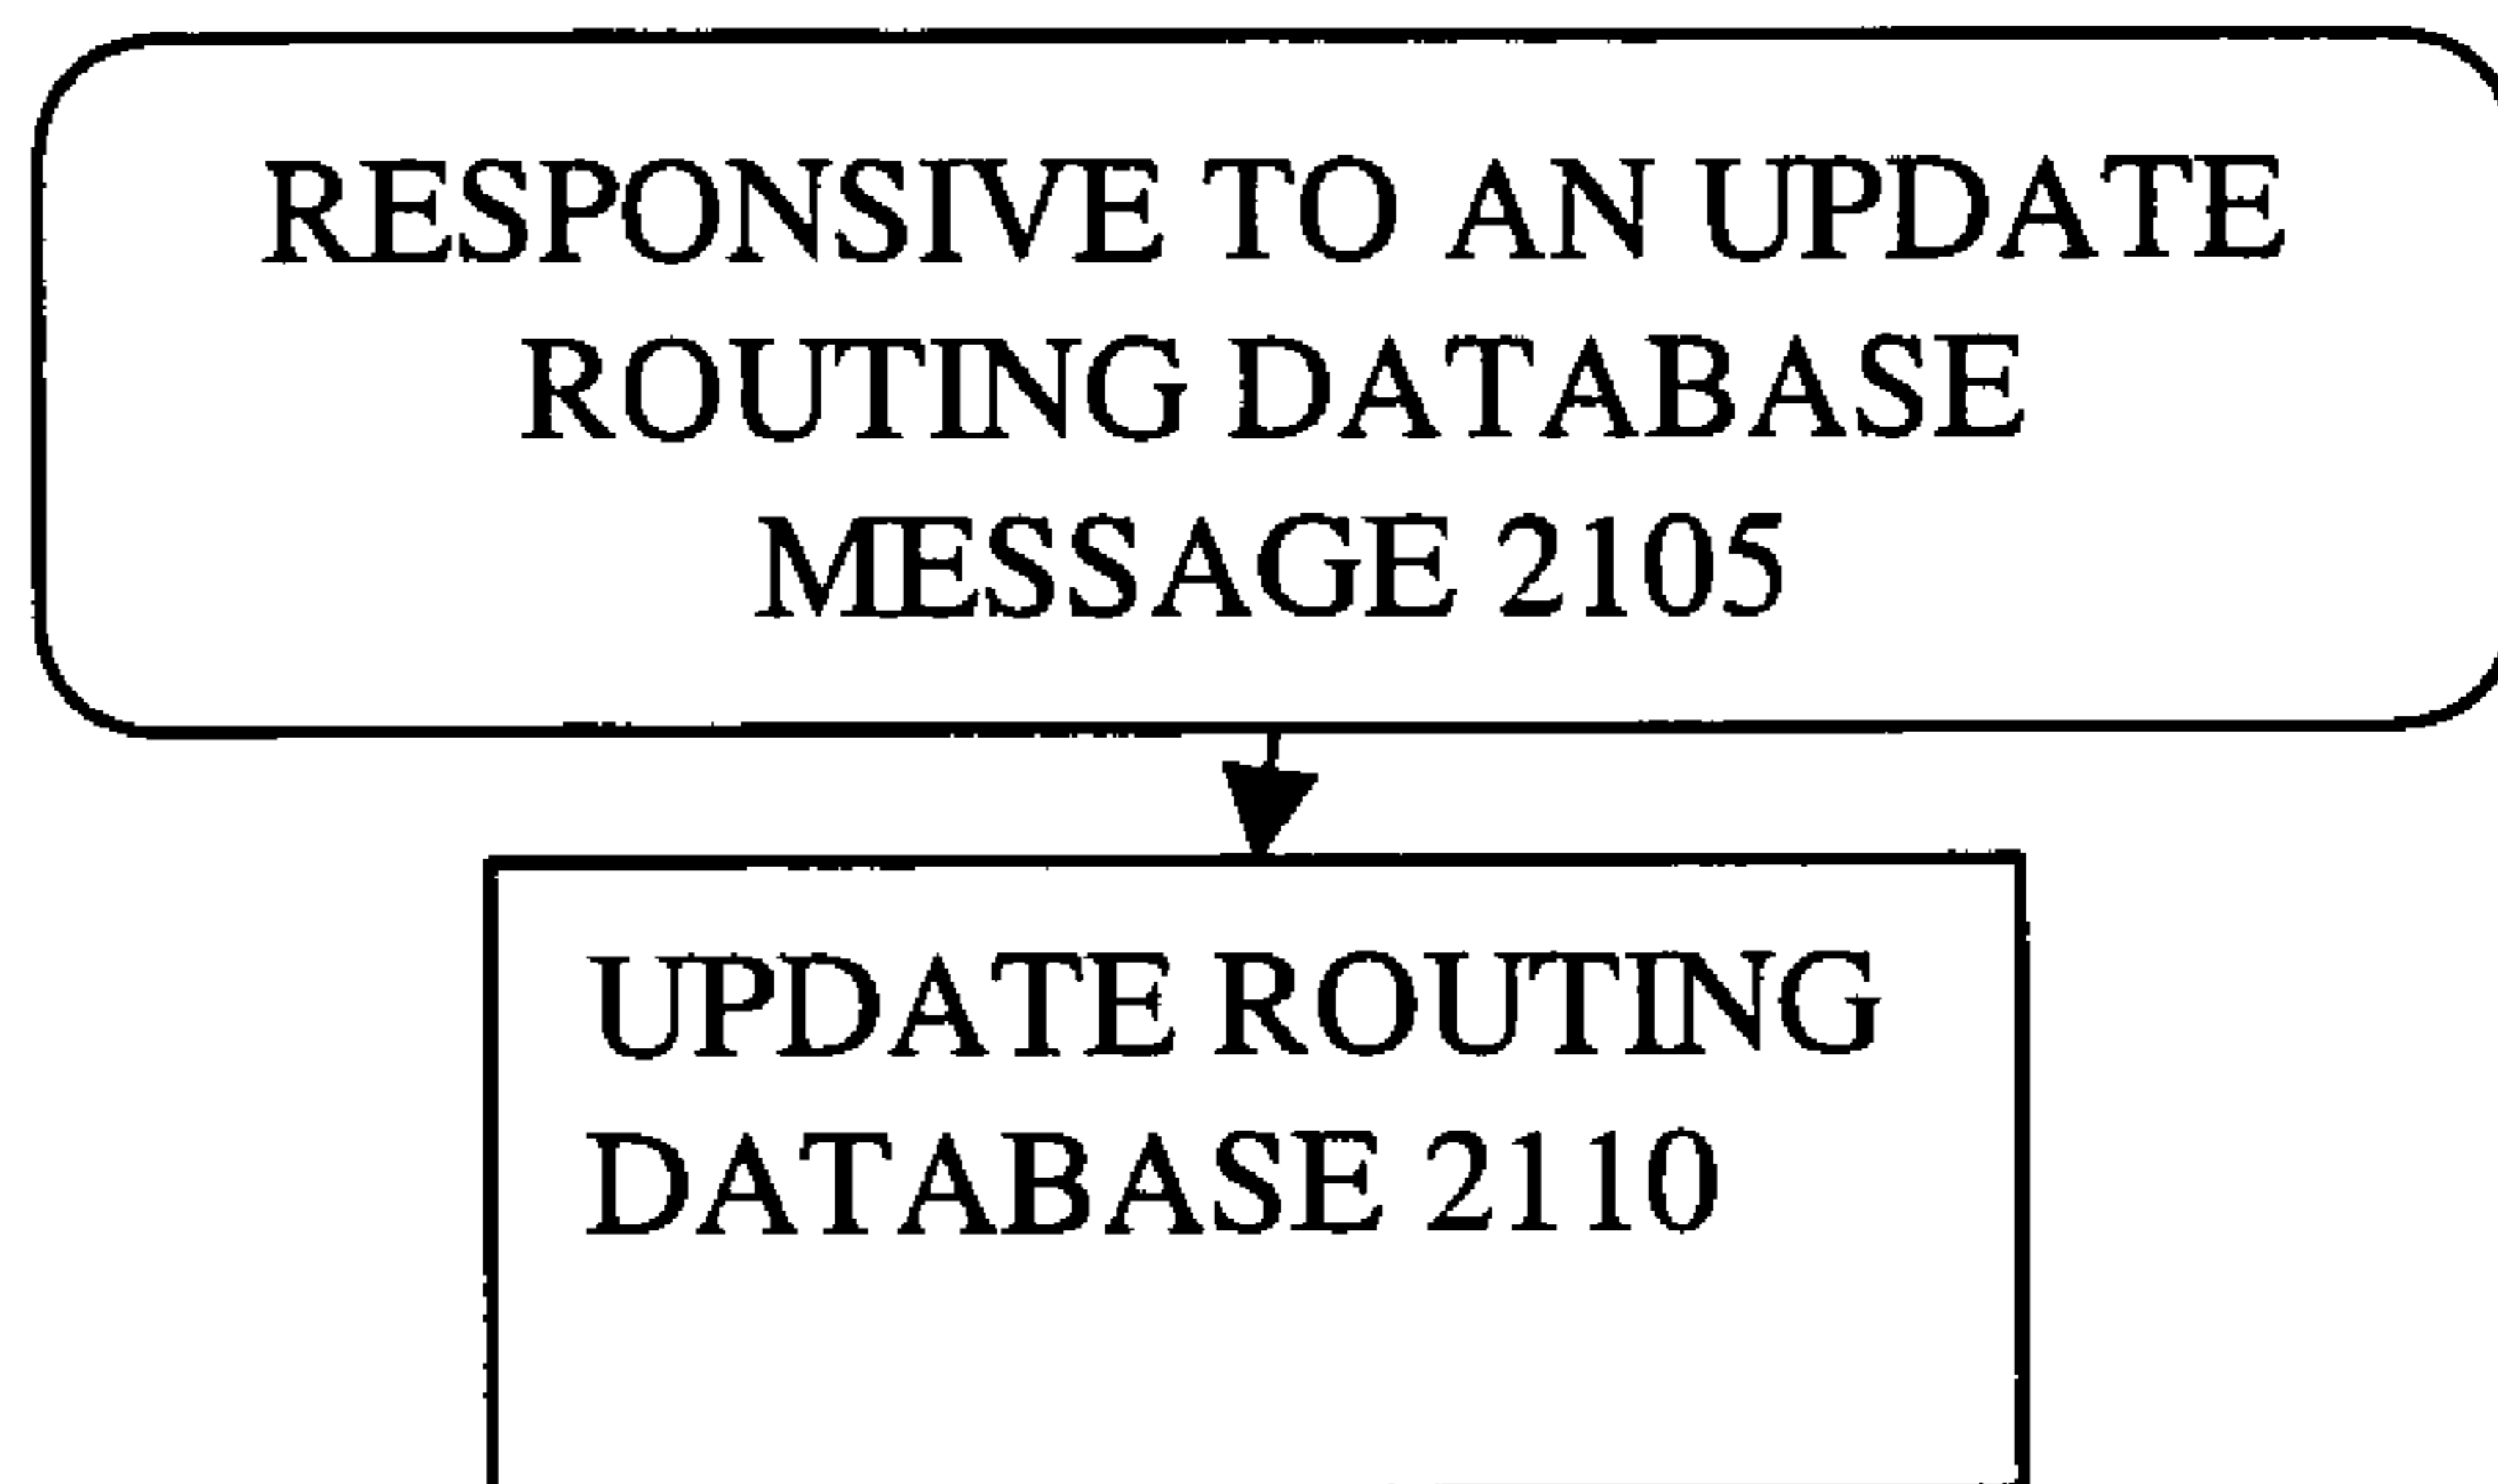 RESPONSIVE TO AN UPDATE
ROUTING DATABASE
MESSAGE 2105
UPDATE ROUTING
DATABASE 2110